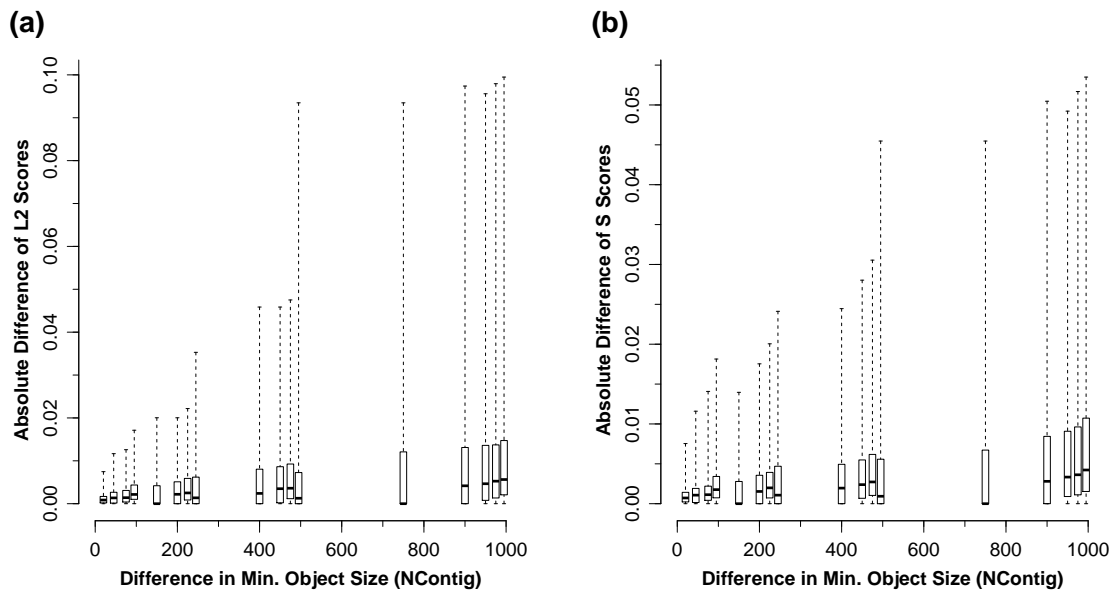 (a)
Absolute Difference of L2 Scores
0.10
0.08
0.06
0.04
0.02
0.00
0 200 400 600 800 1000
Difference in Min. Object Size (NContig)
(b)
Absolute Difference of S Scores
0.05
0.04
0.03
0.02
0.01
0.00
0 200 400 600 800 1000
Difference in Min. Object Size (NContig)